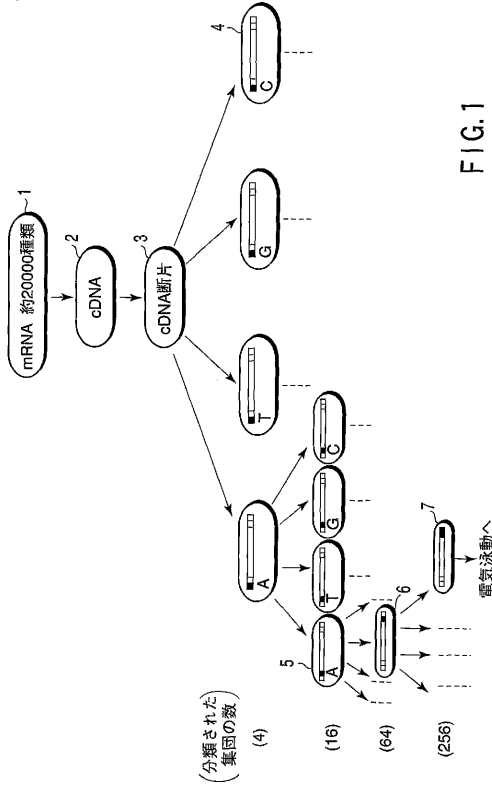 mRNA 約20000種類
1
cDNA
2
cDNA断片
3
4
A
T
G
C
5
A
T
G
C
6
7
電気泳動へ
(分類された
集団の数)
(4)
(16)
(64)
(256)
FIG.1